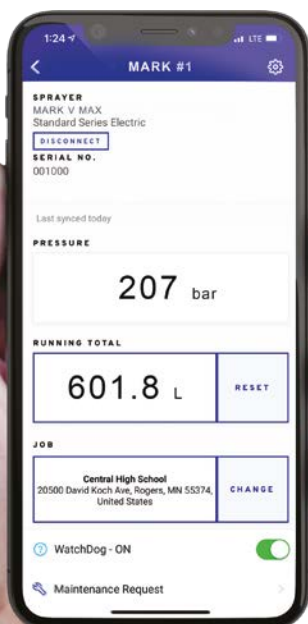 1:24
LTE
MARK #1
SPRAYER
MARK V MAX
Standard Series Electric
DISCONNECT
SERIAL NO.
001000
Last synced today
PRESSURE
207 bar
RUNNING TOTAL
601.8 L
RESET
JOB
Central High School
20500 David Koch Ave, Rogers, MN 55374,
United States
CHANGE
WatchDog - ON
Maintenance Request